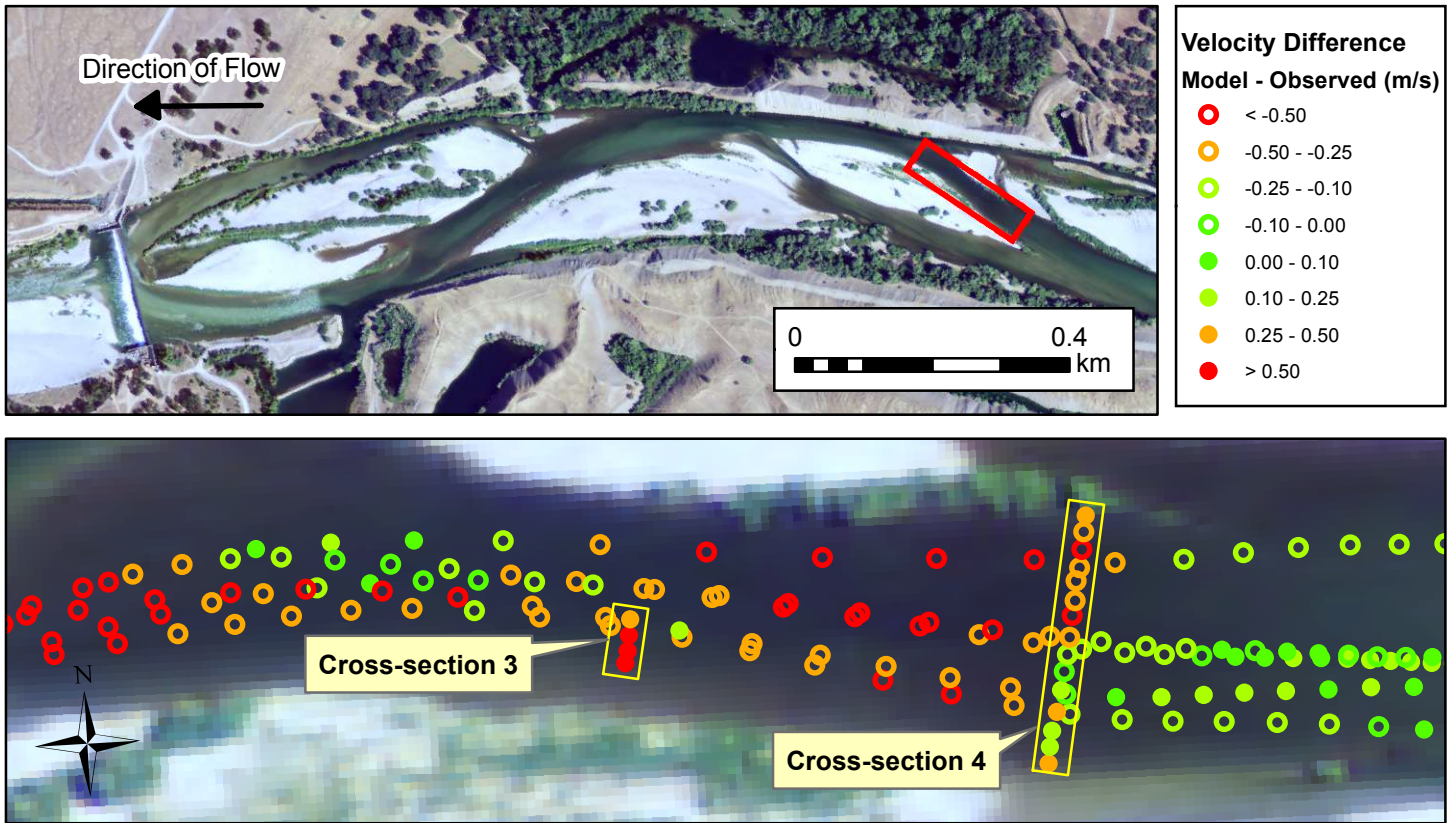 Direction of Flow
0
0.4
km
Velocity Difference
Model - Observed (m/s)
< -0.50
-0.50 - -0.25
-0.25 - -0.10
-0.10 - 0.00
0.00 - 0.10
0.10 - 0.25
0.25 - 0.50
> 0.50
Cross-section 3
N
Cross-section 4